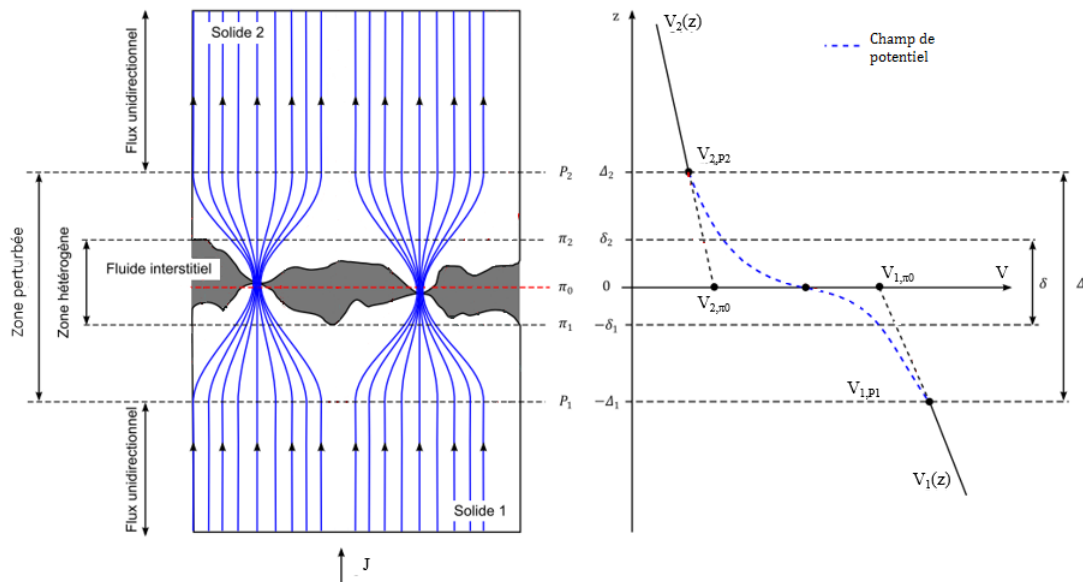 Flux unidirectionnel
Zone perturbée
Zone hétérogène
Flux unidirectionnel
Solide 2
Fluide interstitiel
Solide 1
J
P₂
π₂
π₀
π₁
P₁
z
Δ₂
δ₂
0
-δ₁
-Δ₁
V₂(z)
Champ de
potentiel
V₂,P₂
V₁,π₀
V
V₂,π₀
V₁,P₁
V₁(z)
δ
Δ